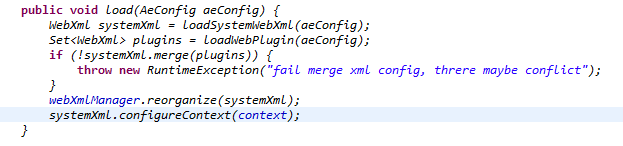 public void load(AeConfig aeConfig) {
WebXml systemXml = loadSystemWebXml(aeConfig);
Set<WebXml> plugins = loadWebPlugin(aeConfig);
if (!systemXml.merge(plugins)) {
throw new RuntimeException("fail merge xml config, threre maybe conflict");
}
webXmlManager.reorganize(systemXml);
systemXml.configureContext(context);
}